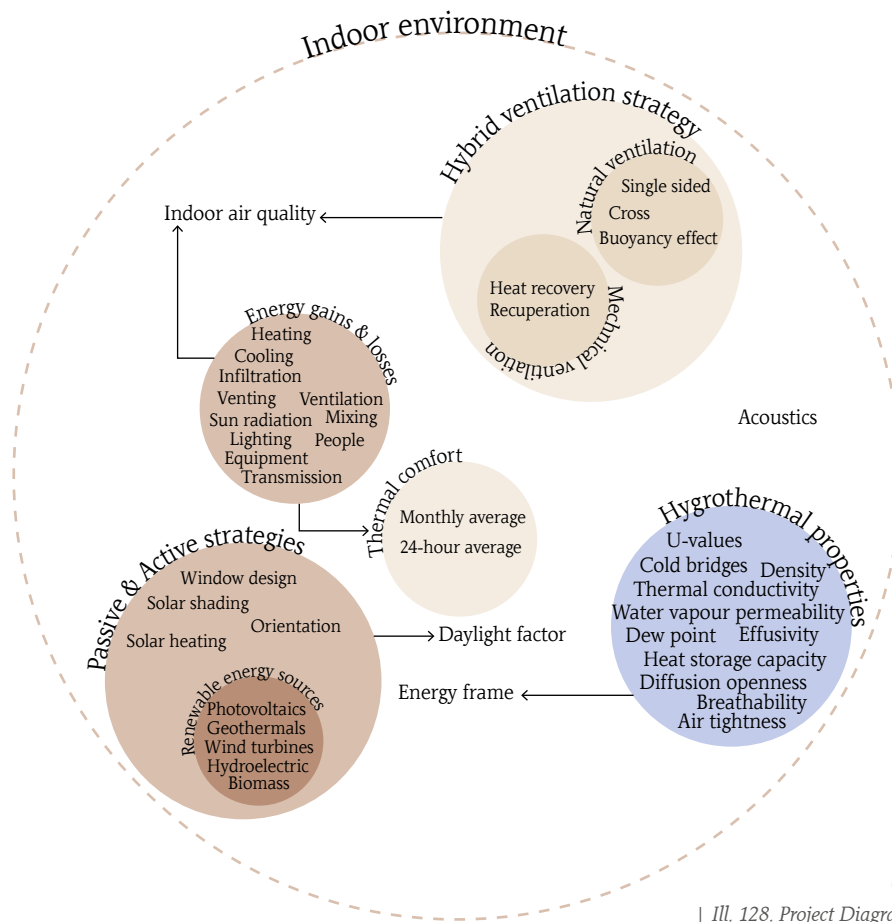 Indoor environment
Hybrid ventilation strategy
Natural ventilation
Single sided
Cross
Buoyancy effect
Indoor air quality
Heat recovery
Recuperation
Mechnical ventilation
Energy gains & losses
Heating
Cooling
Infiltration
Venting
Ventilation
Sun radiation
Mixing
Lighting
People
Equipment
Transmission
Acoustics
Thermal comfort
Monthly average
24-hour average
Hygrothermal properties
U-values
Cold bridges
Density
Thermal conductivity
Water vapour permeability
Dew point
Effusivity
Heat storage capacity
Diffusion openness
Breathability
Air tightness
Passive & Active strategies
Window design
Solar shading
Orientation
Solar heating
Daylight factor
Energy frame
Renewable energy sources
Photovoltaics
Geothermals
Wind turbines
Hydroelectric
Biomass
| Ill. 128. Project Diagra